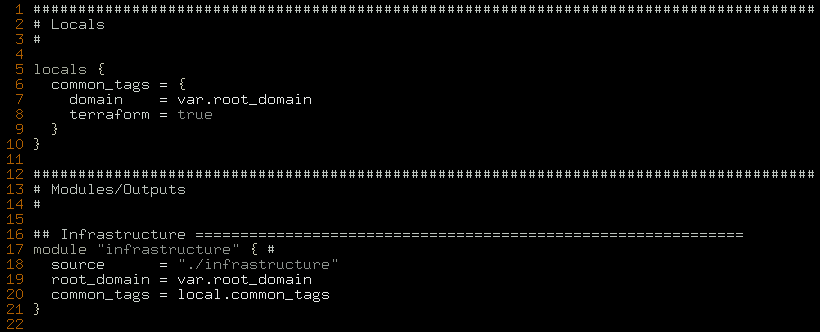 1 #######################################################################################
2 # Locals
3 #
4
5 locals {
6   common_tags = {
7     domain    = var.root_domain
8     terraform = true
9   }
10 }
11
12 #######################################################################################
13 # Modules/Outputs
14 #
15
16 ## Infrastructure =============================================================
17 module "infrastructure" { #
18   source      = "./infrastructure"
19   root_domain = var.root_domain
20   common_tags = local.common_tags
21 }
22